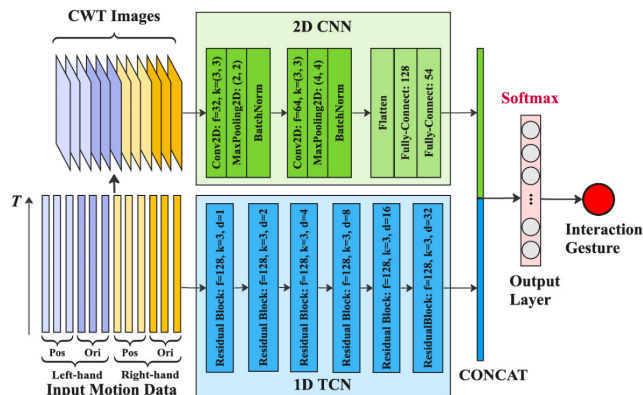 CWT Images
2D CNN
Conv2D: f=32, k=(3, 3)
MaxPooling2D: (2, 2)
BatchNorm
Conv2D: f=64, k=(3, 3)
MaxPooling2D: (4, 4)
BatchNorm
Flatten
Fully-Connect: 128
Fully-Connect: 54
Softmax
...
Interaction
Gesture
Output
Layer
T
Residual Block: f=128, k=3, d=1
Residual Block: f=128, k=3, d=2
Residual Block: f=128, k=3, d=4
Residual Block: f=128, k=3, d=8
Residual Block: f=128, k=3, d=16
ResidualBlock: f=128, k=3, d=32
Pos Ori Pos Ori
Left-hand Right-hand
Input Motion Data
1D TCN
CONCAT